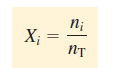 X_i = n_i / n_T